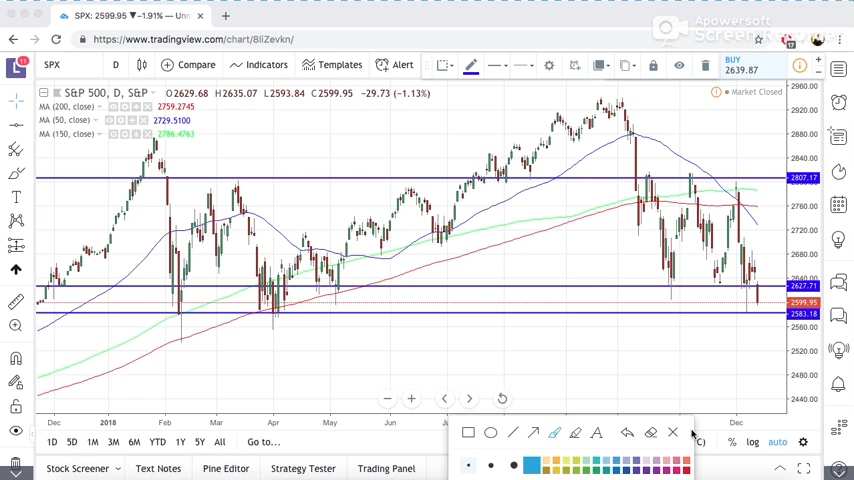 SPX: 2599.95 ▼−1.91% — Unn
https://www.tradingview.com/chart/8liZevkn/
Apowersoft
Screen Recorder
17
11
SPX D Compare Indicators Templates Alert BUY
2639.87
S&P 500, D, S&P O2629.68 H2635.07 L2593.84 C2599.95 −29.73 (−1.13%) Market Closed
MA (200, close) 2759.2745
MA (50, close) 2729.5100
MA (150, close) 2786.4763
2960.00
2920.00
2880.00
2840.00
2807.17
2760.00
2720.00
2680.00
2640.00
2627.71
2599.95
2583.18
2560.00
2520.00
2480.00
2440.00
Dec 2018 Feb Mar Apr May Jun Dec
1D 5D 1M 3M 6M YTD 1Y 5Y All Go to... C) % log auto
Stock Screener Text Notes Pine Editor Strategy Tester Trading Panel